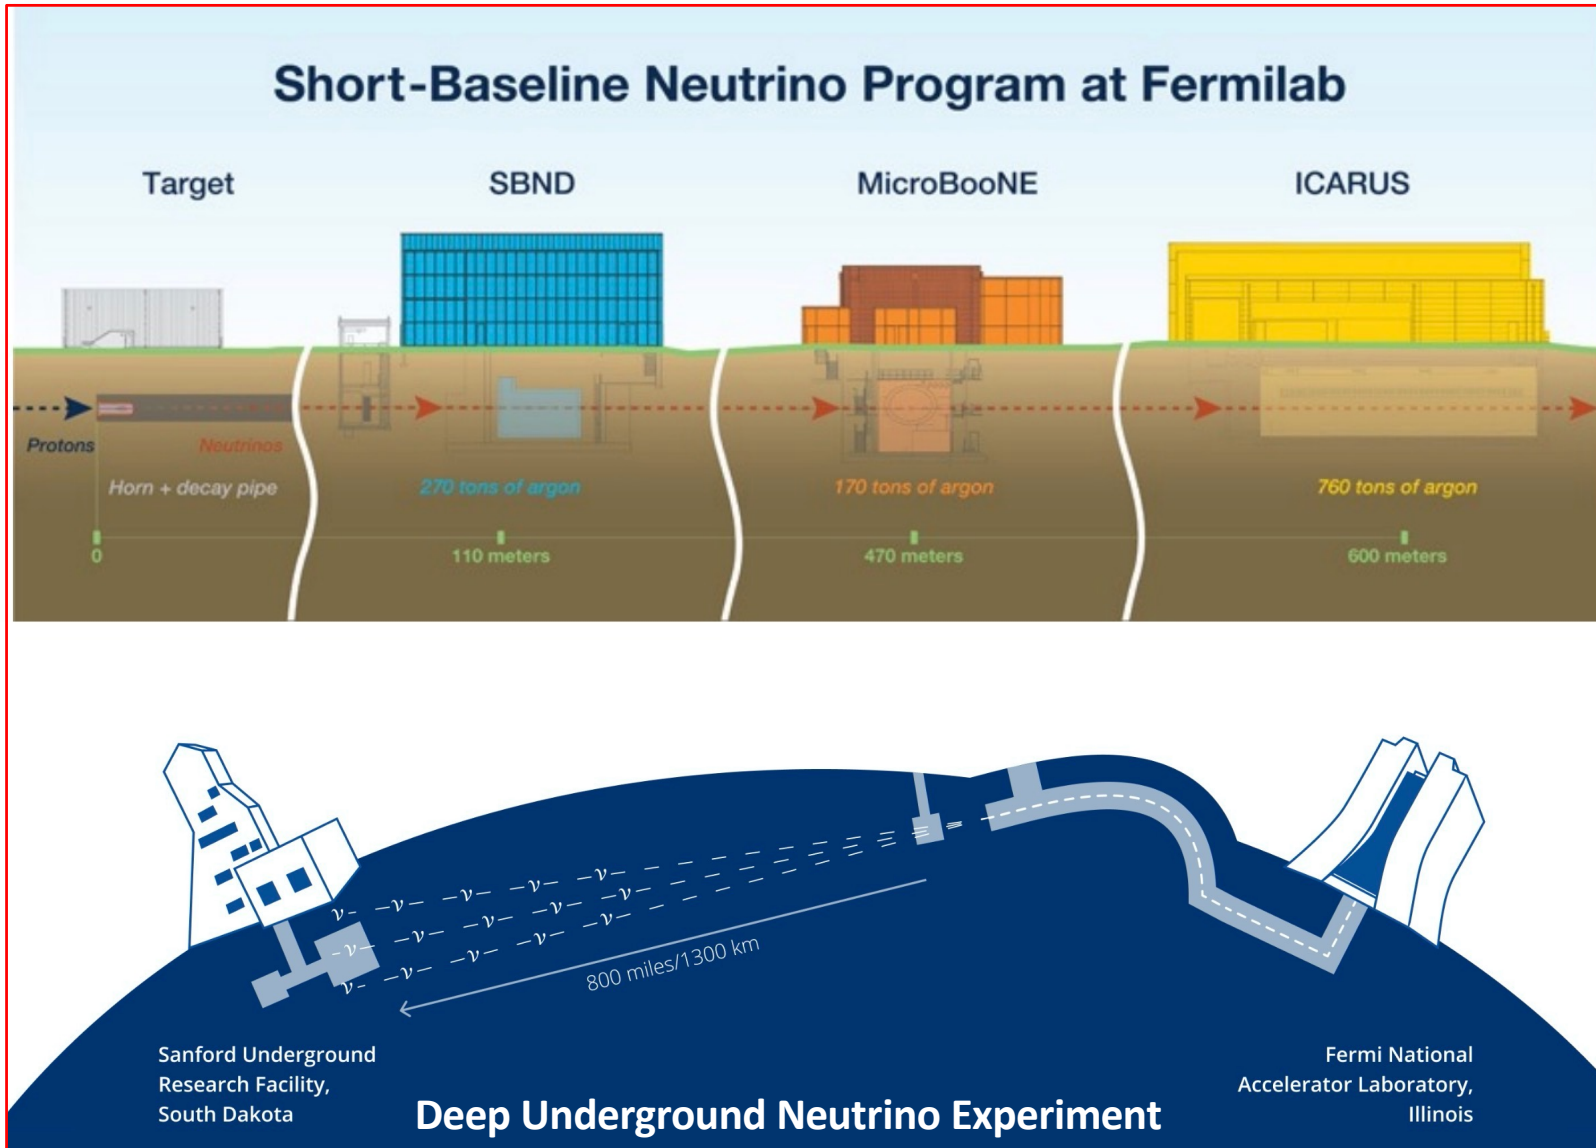 Short-Baseline Neutrino Program at Fermilab
Target
SBND
MicroBooNE
ICARUS
Protons
Neutrinos
Horn + decay pipe
270 tons of argon
170 tons of argon
760 tons of argon
0
110 meters
470 meters
600 meters
ν ν ν ν ν
ν ν ν ν ν
ν ν ν ν ν
800 miles/1300 km
Sanford Underground
Research Facility,
South Dakota
Fermi National
Accelerator Laboratory,
Illinois
Deep Underground Neutrino Experiment